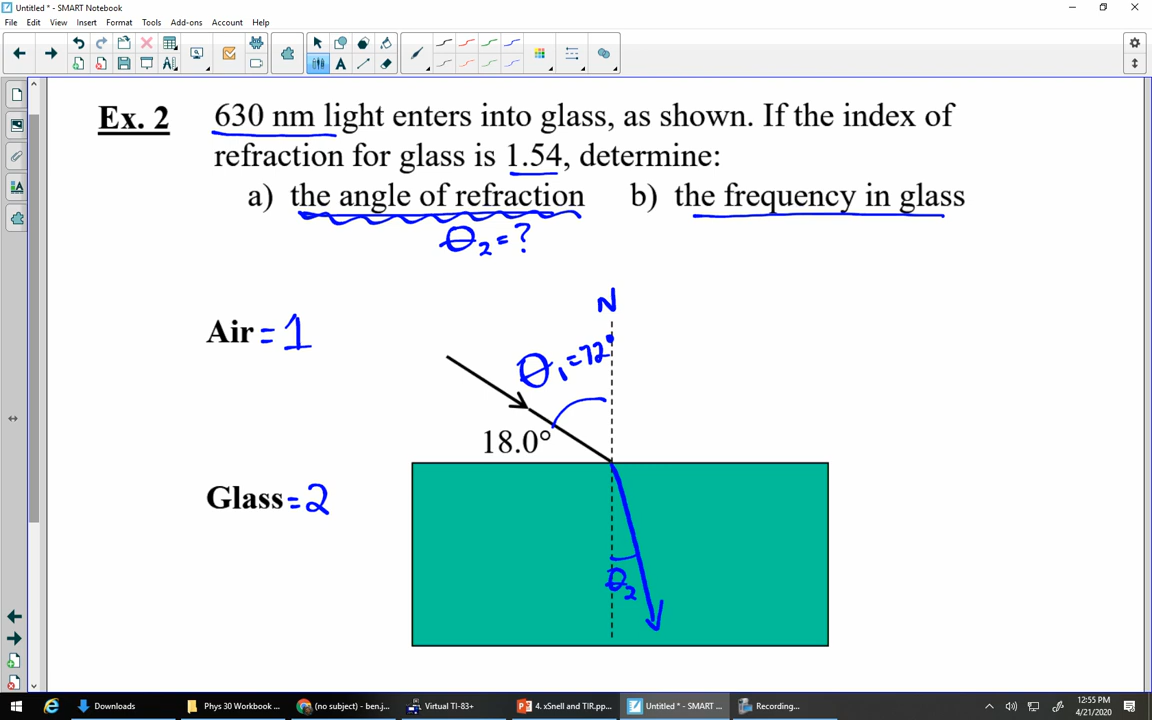 Untitled * - SMART Notebook
File Edit View Insert Format Tools Add-ons Account Help
Ex. 2 630 nm light enters into glass, as shown. If the index of
refraction for glass is 1.54, determine:
a) the angle of refraction b) the frequency in glass
θ₂ = ?
N
Air = 1
θ₁ = 72°
18.0°
Glass = 2
θ₂
Downloads Phys 30 Workbook ... (no subject) - ben.j... Virtual TI-83+ 4. xSnell and TIR.pp... Untitled * - SMART ... Recording... 12:55 PM
4/21/2020